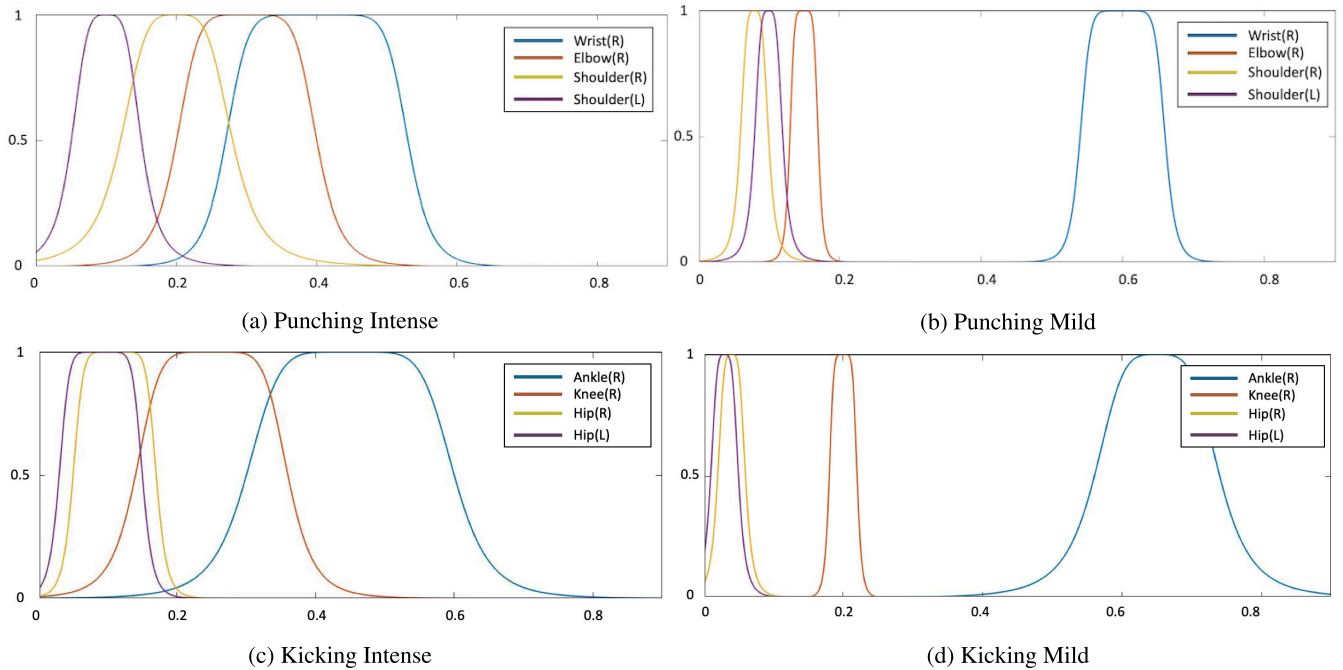 1
0.5
0
0
0.2
0.4
0.6
0.8
Wrist(R)
Elbow(R)
Shoulder(R)
Shoulder(L)
(a) Punching Intense
1
0.5
0
0
0.2
0.4
0.6
0.8
Wrist(R)
Elbow(R)
Shoulder(R)
Shoulder(L)
(b) Punching Mild
1
0.5
0
0
0.2
0.4
0.6
0.8
Ankle(R)
Knee(R)
Hip(R)
Hip(L)
(c) Kicking Intense
1
0.5
0
0
0.2
0.4
0.6
0.8
Ankle(R)
Knee(R)
Hip(R)
Hip(L)
(d) Kicking Mild